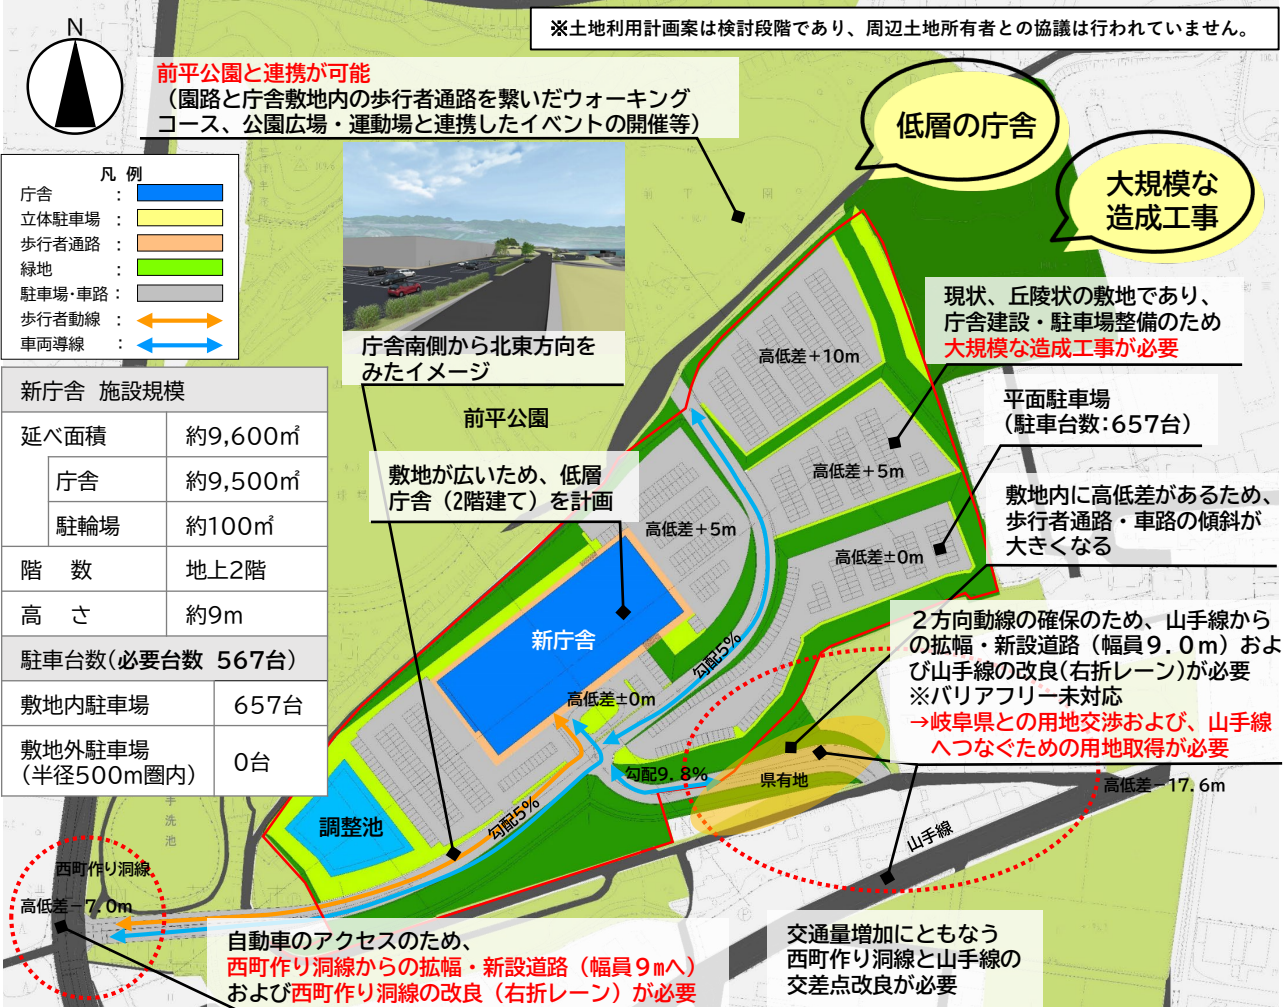 ※土地利用計画案は検討段階であり、周辺土地所有者との協議は行われていません。
N
前平公園と連携が可能
（園路と庁舎敷地内の歩行者通路を繋いだウォーキング
コース、公園広場・運動場と連携したイベントの開催等）
低層の庁舎
大規模な
造成工事
凡 例
庁舎 ：
立体駐車場 ：
歩行者通路 ：
緑地 ：
駐車場・車路 ：
歩行者動線 ：
車両導線 ：
庁舎南側から北東方向を
みたイメージ
前平公園
現状、丘陵状の敷地であり、
庁舎建設・駐車場整備のため
大規模な造成工事が必要
高低差＋10m
平面駐車場
（駐車台数：657台）
高低差＋5m
敷地が広いため、低層
庁舎（2階建て）を計画
敷地内に高低差があるため、
歩行者通路・車路の傾斜が
大きくなる
高低差＋5m
高低差±0m
新庁舎 施設規模
延べ面積 約9,600㎡
庁舎 約9,500㎡
駐輪場 約100㎡
階 数 地上2階
高 さ 約9m
駐車台数（必要台数 567台）
敷地内駐車場 657台
敷地外駐車場
（半径500m圏内） 0台
新庁舎
勾配5%
高低差±0m
２方向動線の確保のため、山手線から
の拡幅・新設道路（幅員９.０ｍ）およ
び山手線の改良(右折レーン)が必要
※バリアフリー未対応
→岐阜県との用地交渉および、山手線
へつなぐための用地取得が必要
勾配9.8%
県有地
高低差－17.6m
山手線
調整池
勾配5%
手洗池
西町作り洞線
高低差－7.0m
自動車のアクセスのため、
西町作り洞線からの拡幅・新設道路（幅員９ｍへ）
および西町作り洞線の改良（右折レーン）が必要
交通量増加にともなう
西町作り洞線と山手線の
交差点改良が必要